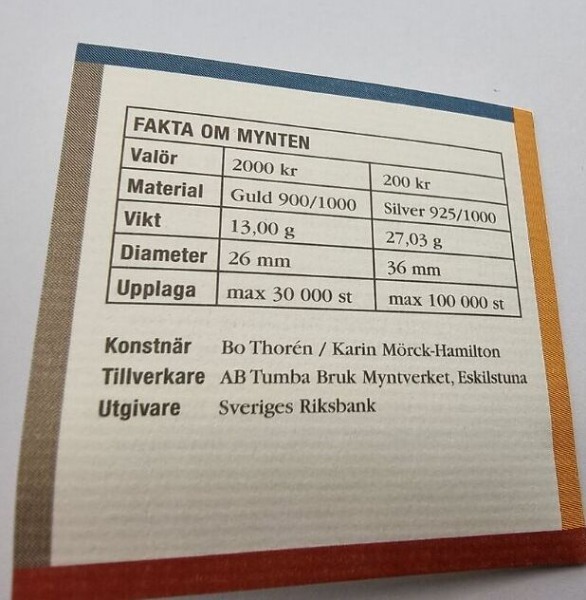 FAKTA OM MYNTEN
Valör 2000 kr 200 kr
Material Guld 900/1000 Silver 925/1000
Vikt 13,00 g 27,03 g
Diameter 26 mm 36 mm
Upplaga max 30 000 st max 100 000 st
Konstnär Bo Thorén / Karin Mörck-Hamilton
Tillverkare AB Tumba Bruk Myntverket, Eskilstuna
Utgivare Sveriges Riksbank